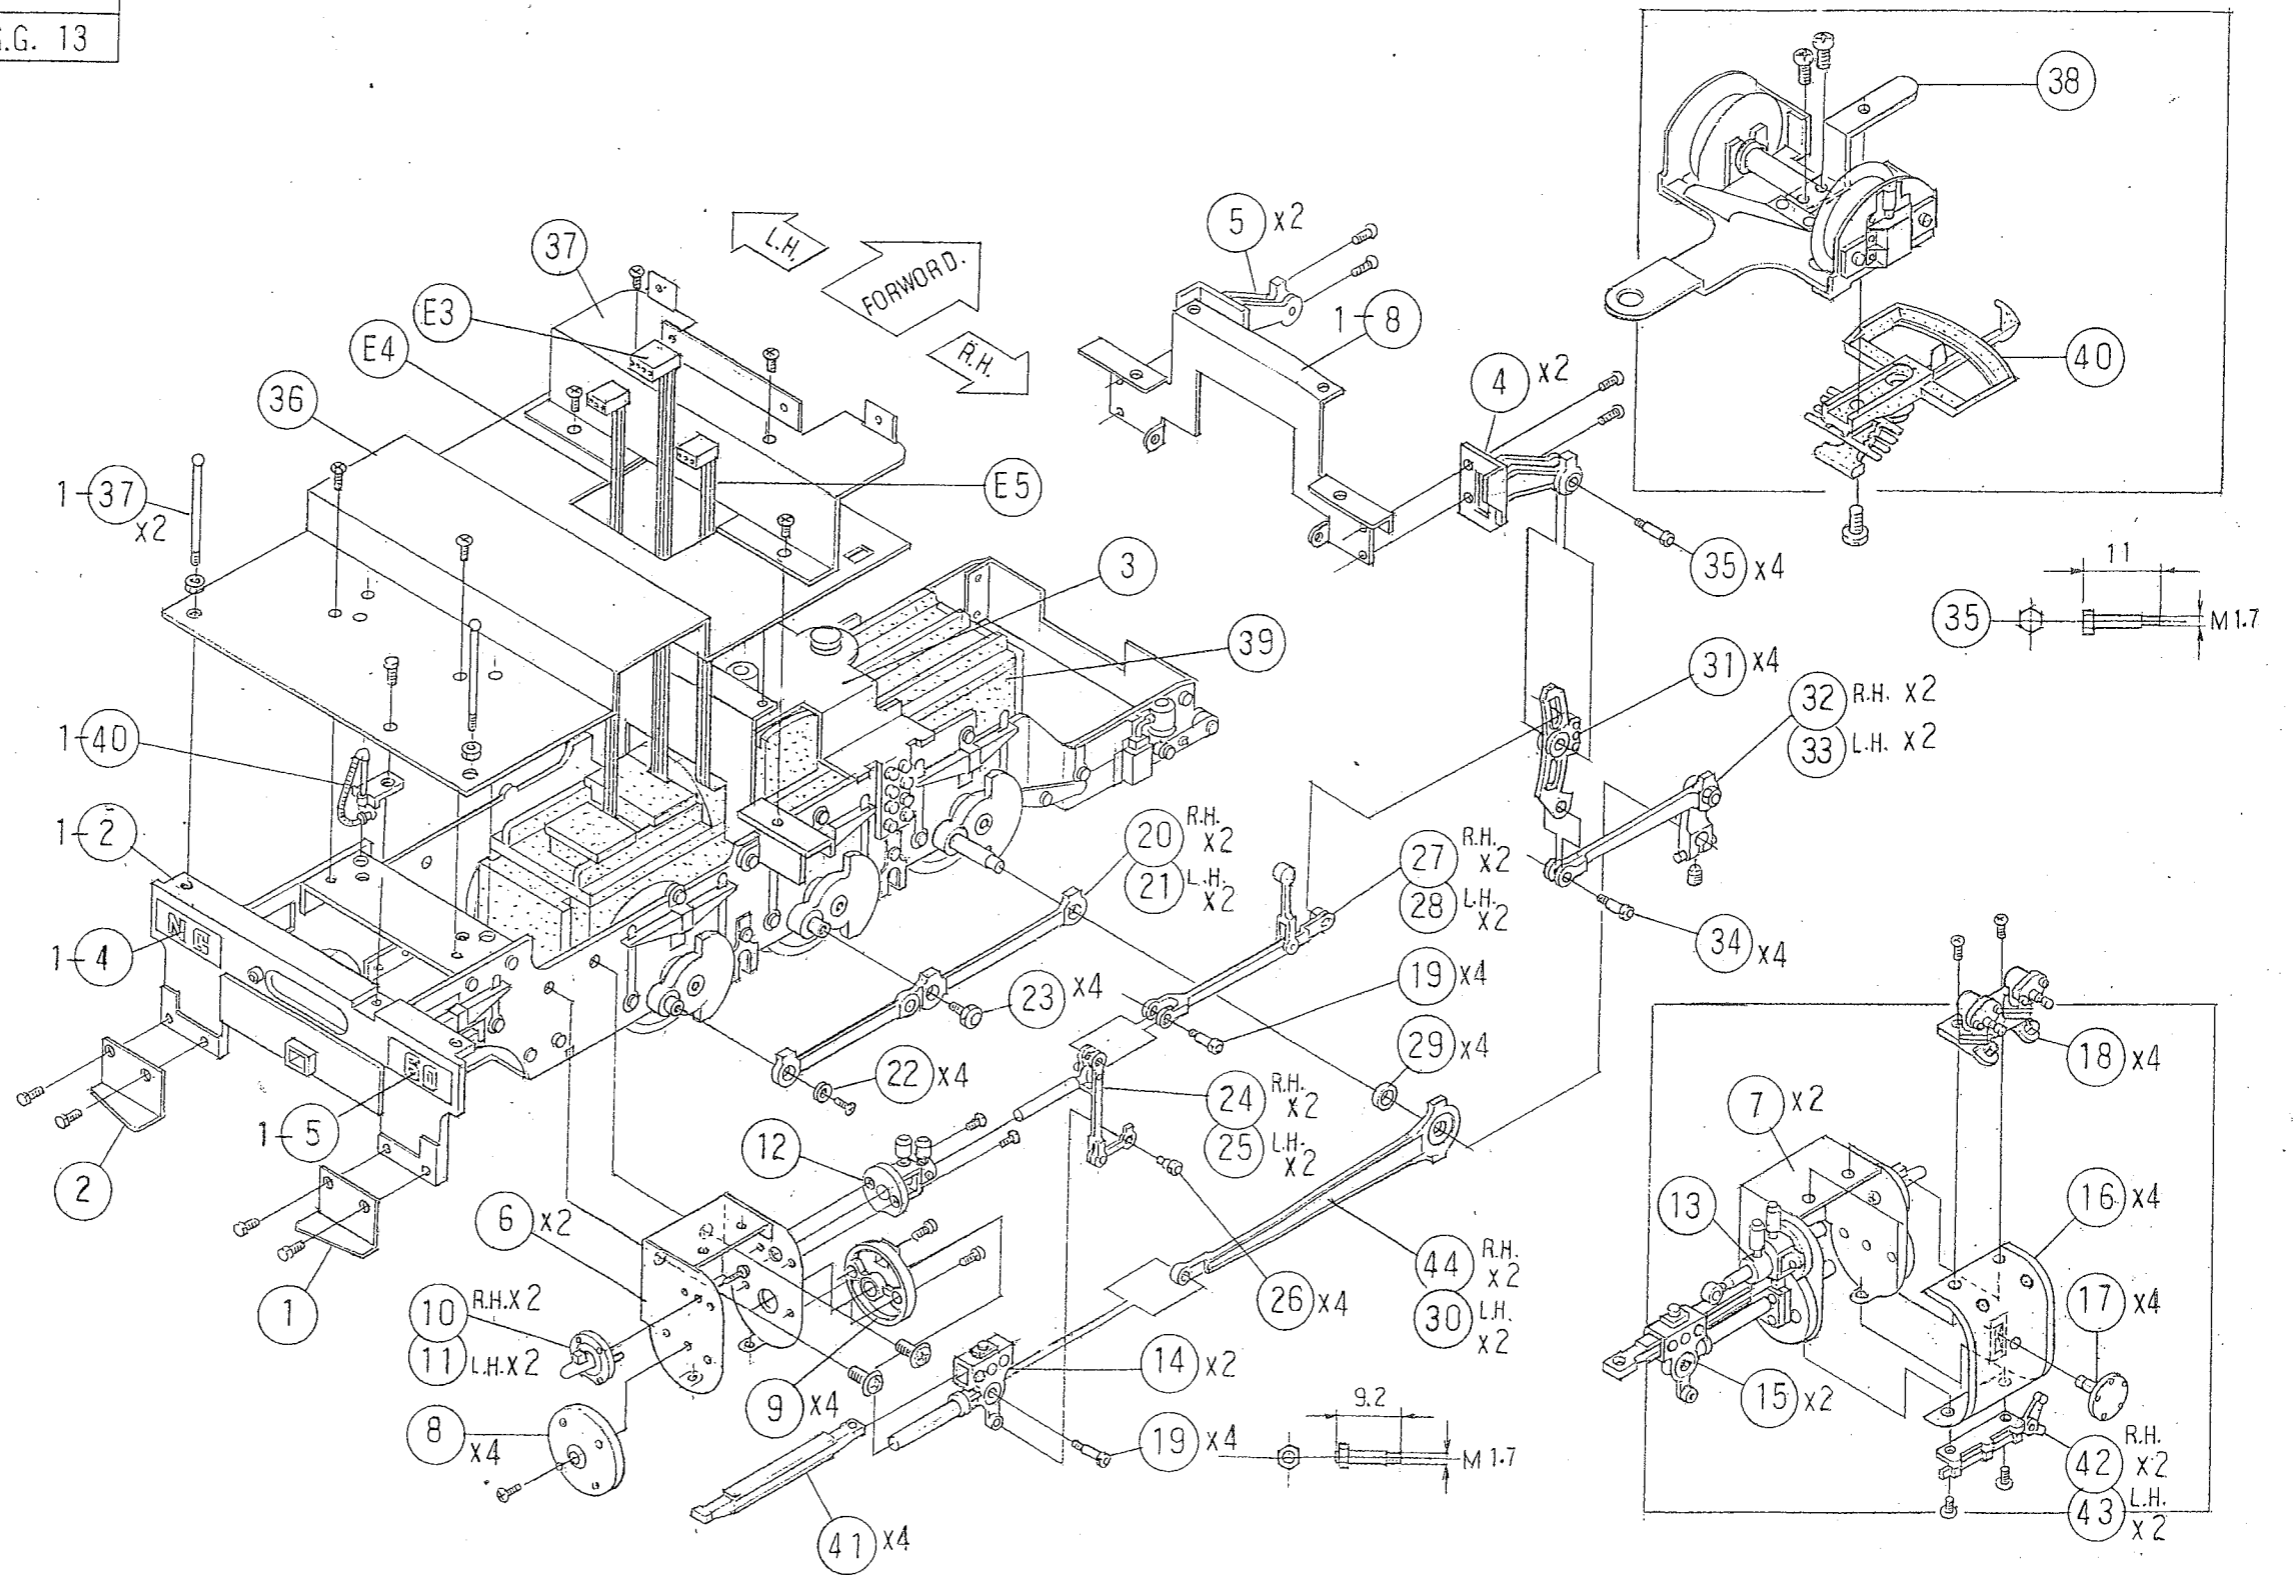 G. 13
38
5 x2
37
L.H.
FORWORD.
R.H.
E3
1-8
E4
40
4 x2
36
1-37
x2
E5
3
35 x4
11
35
M1.7
39
31 x4
32 R.H. x2
33 L.H. x2
1-40
1-2
20 R.H. x2
21 L.H. x2
27 R.H. x2
28 L.H. x2
1-4
34 x4
23 x4
19 x4
29 x4
18 x4
22 x4
24 R.H. x2
25 L.H. x2
7 x2
1-5
12
2
6 x2
13
16 x4
10 R.H.X2
11 L.H.X2
1
26 x4
44 R.H. x2
30 L.H. x2
17 x4
14 x2
15 x2
9 x4
8 x4
9.2
19 x4
M1.7
42 R.H. x2
43 L.H. x2
41 x4